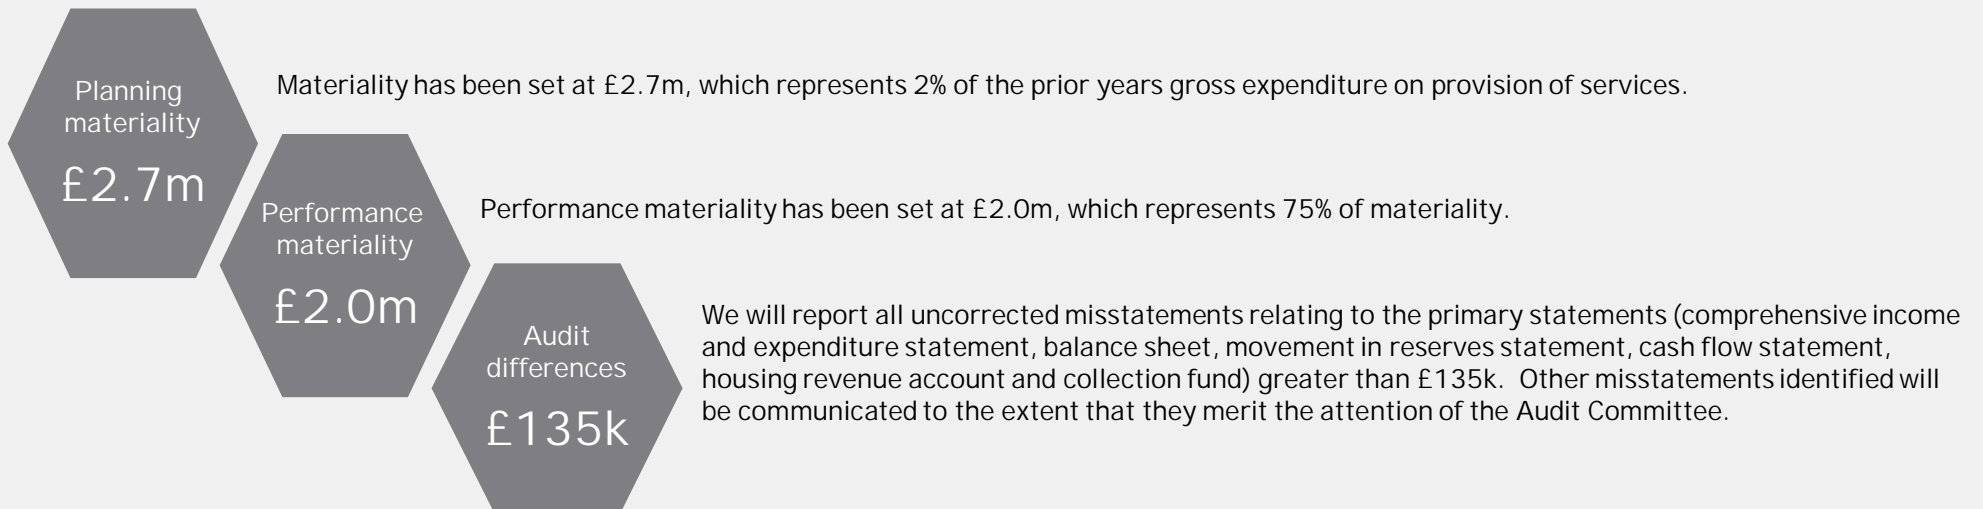 Planning
materiality
£2.7m
Materiality has been set at £2.7m, which represents 2% of the prior years gross expenditure on provision of services.
Performance
materiality
£2.0m
Performance materiality has been set at £2.0m, which represents 75% of materiality.
Audit
differences
£135k
We will report all uncorrected misstatements relating to the primary statements (comprehensive income
and expenditure statement, balance sheet, movement in reserves statement, cash flow statement,
housing revenue account and collection fund) greater than £135k.  Other misstatements identified will
be communicated to the extent that they merit the attention of the Audit Committee.